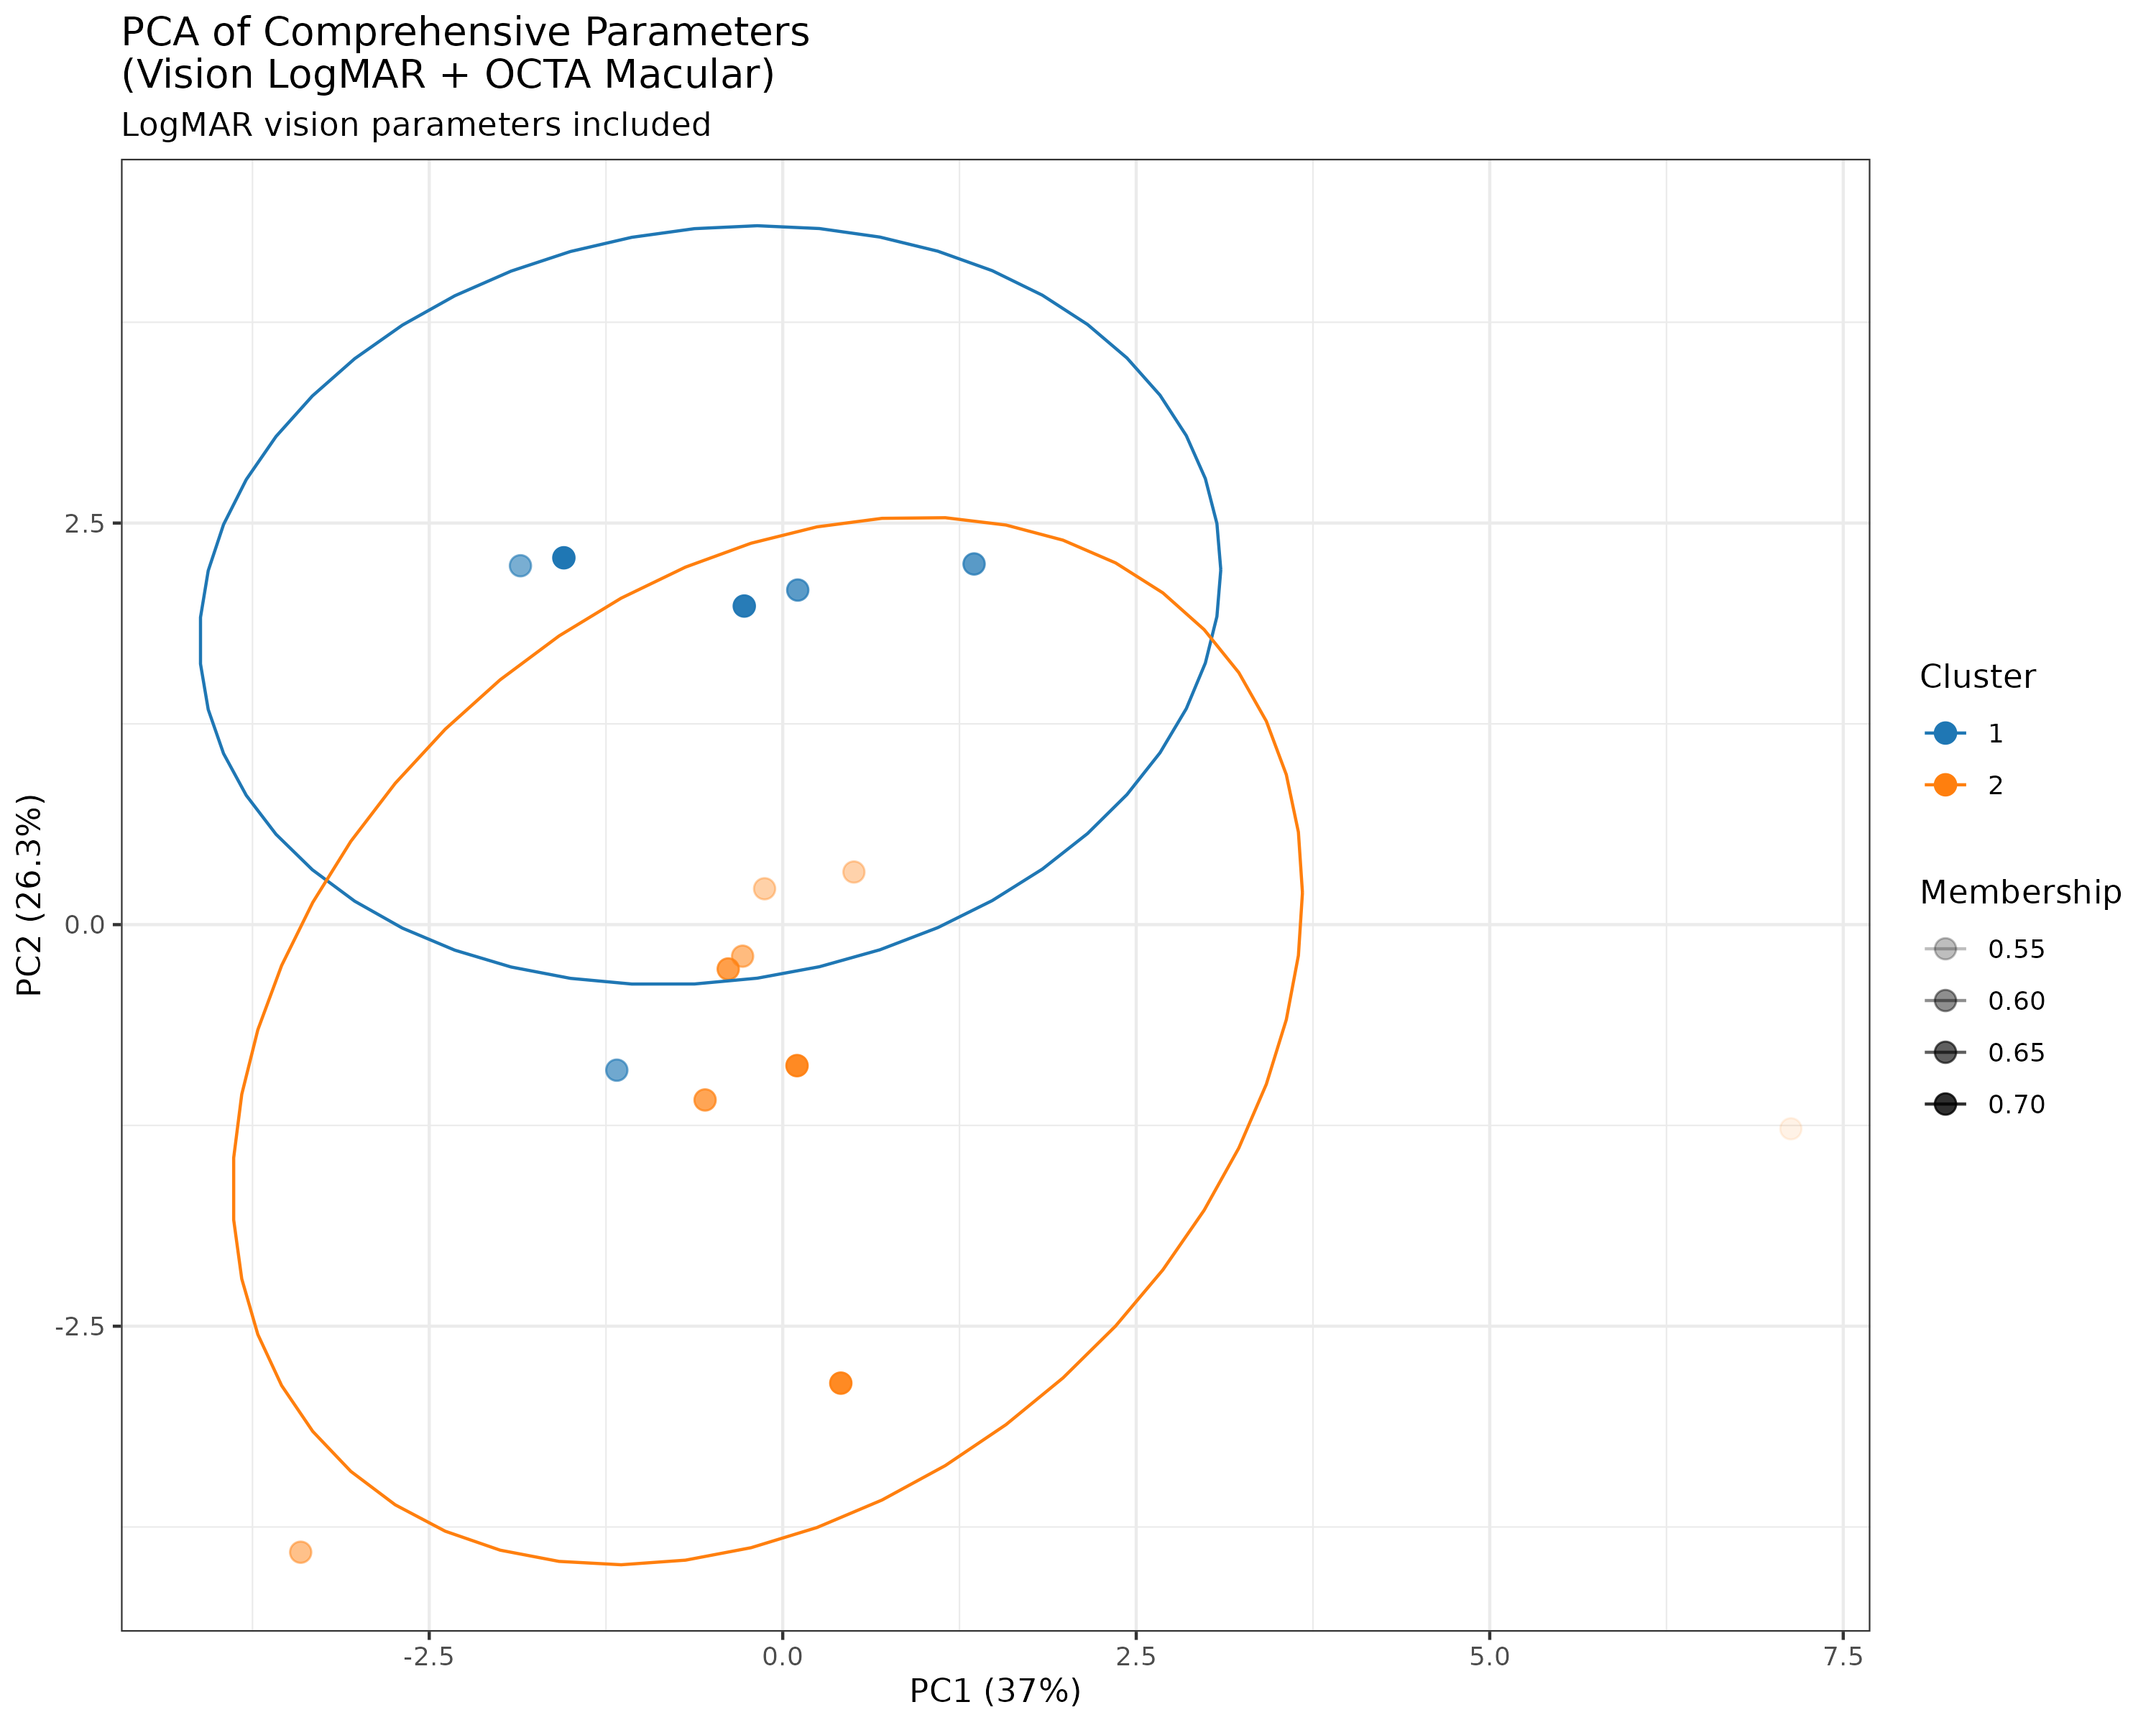 PCA of Comprehensive Parameters
(Vision LogMAR + OCTA Macular)
LogMAR vision parameters included
PC2 (26.3%)
2.5
0.0
-2.5
-2.5
0.0
2.5
5.0
7.5
PC1 (37%)
Cluster
1
2
Membership
0.55
0.60
0.65
0.70